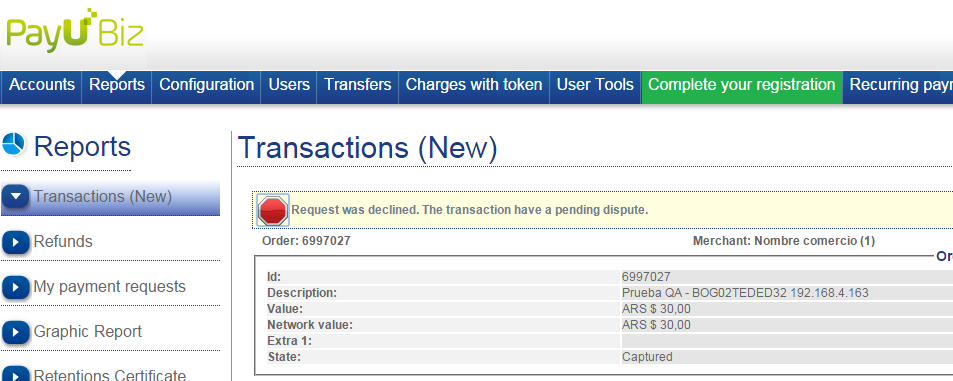 PayU Biz
Accounts Reports Configuration Users Transfers Charges with token User Tools Complete your registration Recurring payr
Reports
Transactions (New)
Refunds
My payment requests
Graphic Report
Retentions Certificate
Transactions (New)
Request was declined. The transaction have a pending dispute.
Order: 6997027 Merchant: Nombre comercio (1)
Or
Id: 6997027
Description: Prueba QA - BOG02TEDED32 192.168.4.163
Value: ARS $ 30,00
Network value: ARS $ 30,00
Extra 1:
State: Captured